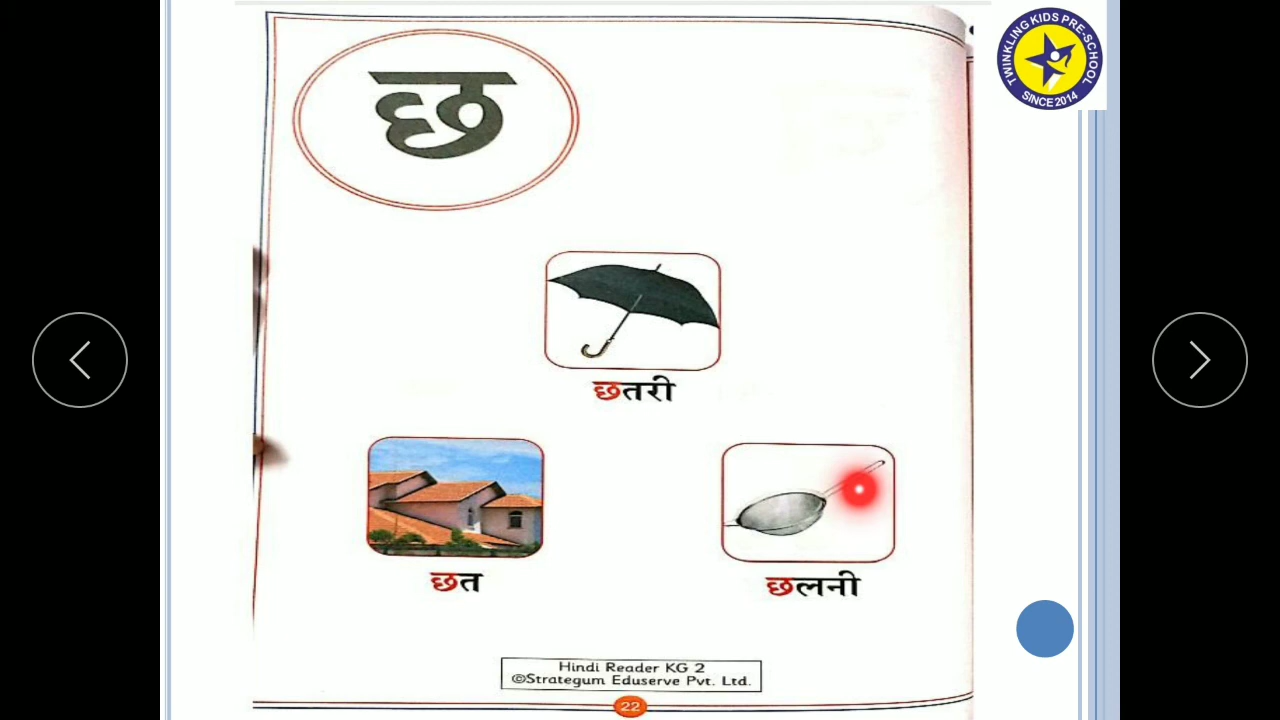 छ
TWINKLING KIDS PRE-SCHOOL
SINCE 2014
छतरी
छत
छलनी
Hindi Reader KG 2
©Strategum Eduserve Pvt. Ltd.
22